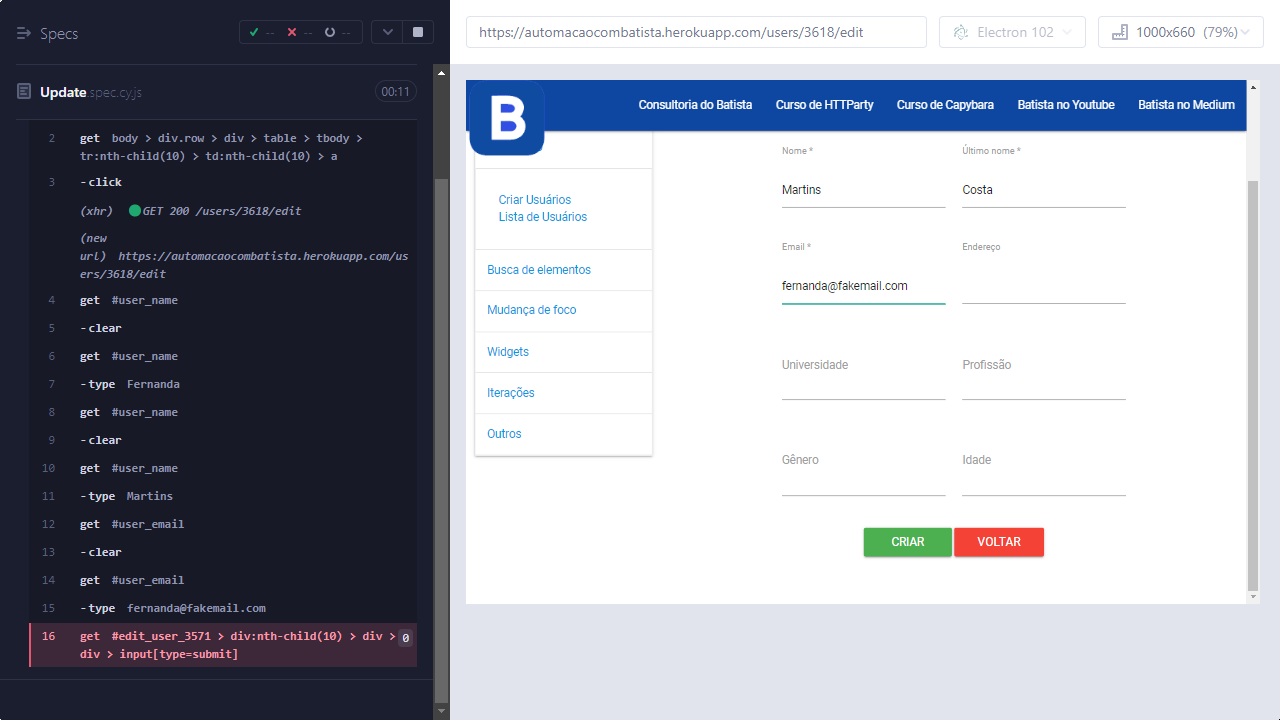 Specs
-- -- --
Update spec.cy.js
00:11
2 get body > div.row > div > table > tbody >
tr:nth-child(10) > td:nth-child(10) > a
3 -click
(xhr) GET 200 /users/3618/edit
(new
url) https://automacaocombatista.herokuapp.com/us
ers/3618/edit
4 get #user_name
5 -clear
6 get #user_name
7 -type Fernanda
8 get #user_name
9 -clear
10 get #user_name
11 -type Martins
12 get #user_email
13 -clear
14 get #user_email
15 -type fernanda@fakemail.com
16 get #edit_user_3571 > div:nth-child(10) > div > 0
div > input[type=submit]
https://automacaocombatista.herokuapp.com/users/3618/edit
Electron 102
1000x660 (79%)
B
Consultoria do Batista Curso de HTTParty Curso de Capybara Batista no Youtube Batista no Medium
Criar Usuários
Lista de Usuários
Busca de elementos
Mudança de foco
Widgets
Iterações
Outros
Nome * Último nome *
Martins Costa
Email * Endereço
fernanda@fakemail.com
Universidade Profissão
Gênero Idade
CRIAR VOLTAR